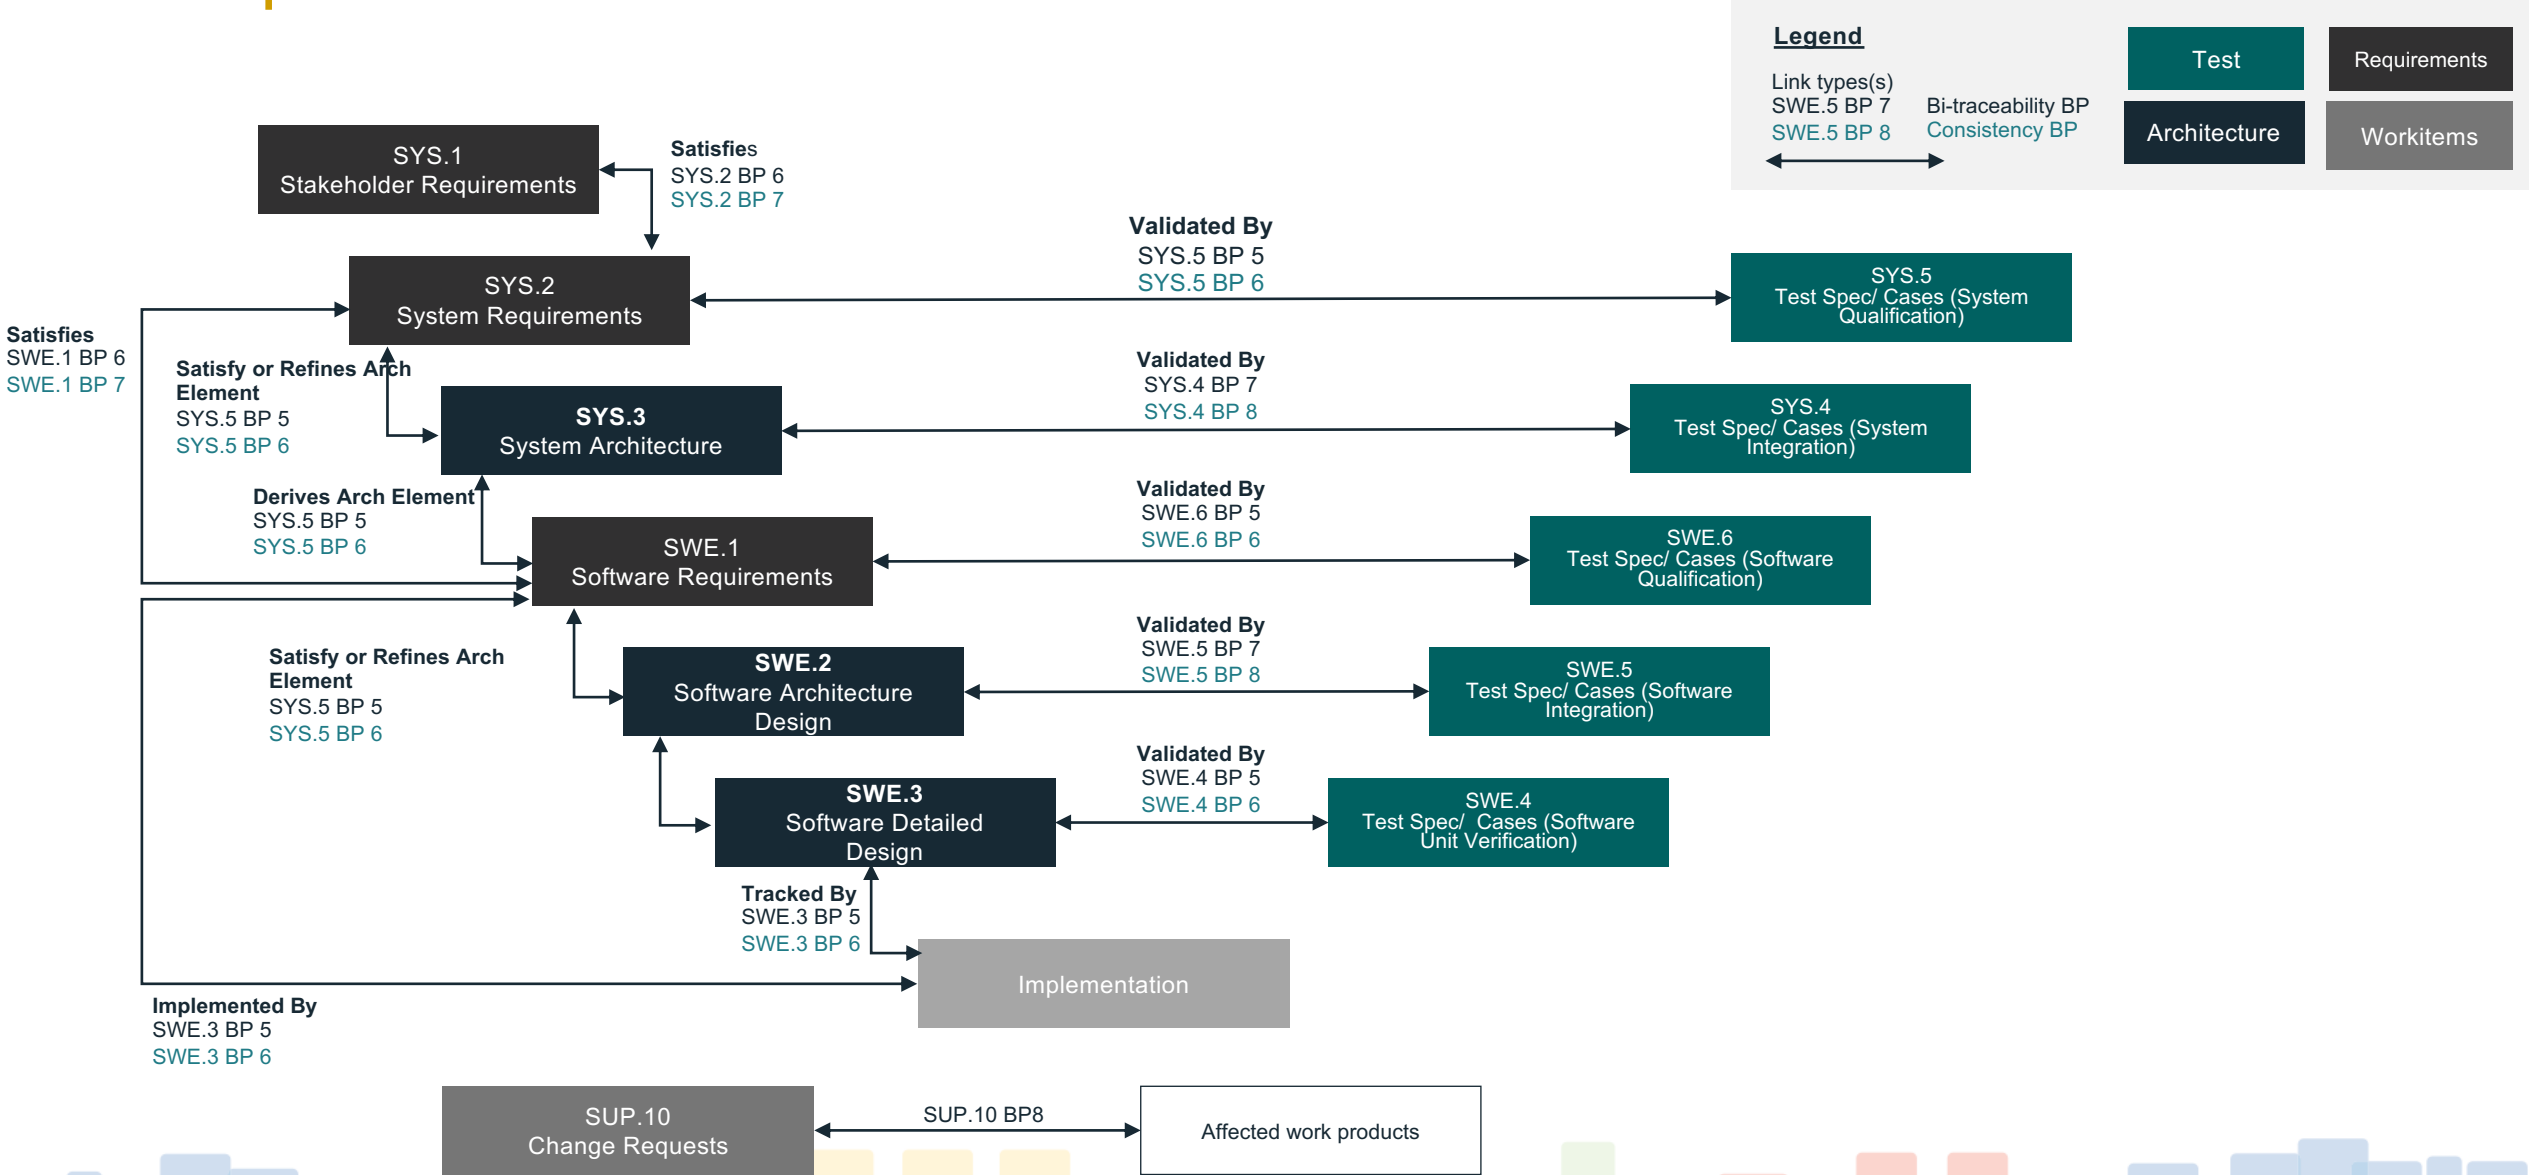 Legend
Link types(s)
SWE.5 BP 7 Bi-traceability BP
SWE.5 BP 8 Consistency BP
Test
Requirements
Architecture
Workitems
SYS.1
Stakeholder Requirements
Satisfies
SYS.2 BP 6
SYS.2 BP 7
SYS.2
System Requirements
Validated By
SYS.5 BP 5
SYS.5 BP 6
SYS.5
Test Spec/ Cases (System
Qualification)
Satisfies
SWE.1 BP 6
SWE.1 BP 7
Satisfy or Refines Arch
Element
SYS.5 BP 5
SYS.5 BP 6
SYS.3
System Architecture
Validated By
SYS.4 BP 7
SYS.4 BP 8
SYS.4
Test Spec/ Cases (System
Integration)
Derives Arch Element
SYS.5 BP 5
SYS.5 BP 6
SWE.1
Software Requirements
Validated By
SWE.6 BP 5
SWE.6 BP 6
SWE.6
Test Spec/ Cases (Software
Qualification)
Satisfy or Refines Arch
Element
SYS.5 BP 5
SYS.5 BP 6
SWE.2
Software Architecture
Design
Validated By
SWE.5 BP 7
SWE.5 BP 8
SWE.5
Test Spec/ Cases (Software
Integration)
SWE.3
Software Detailed
Design
Validated By
SWE.4 BP 5
SWE.4 BP 6
SWE.4
Test Spec/ Cases (Software
Unit Verification)
Tracked By
SWE.3 BP 5
SWE.3 BP 6
Implementation
Implemented By
SWE.3 BP 5
SWE.3 BP 6
SUP.10
Change Requests
SUP.10 BP8
Affected work products